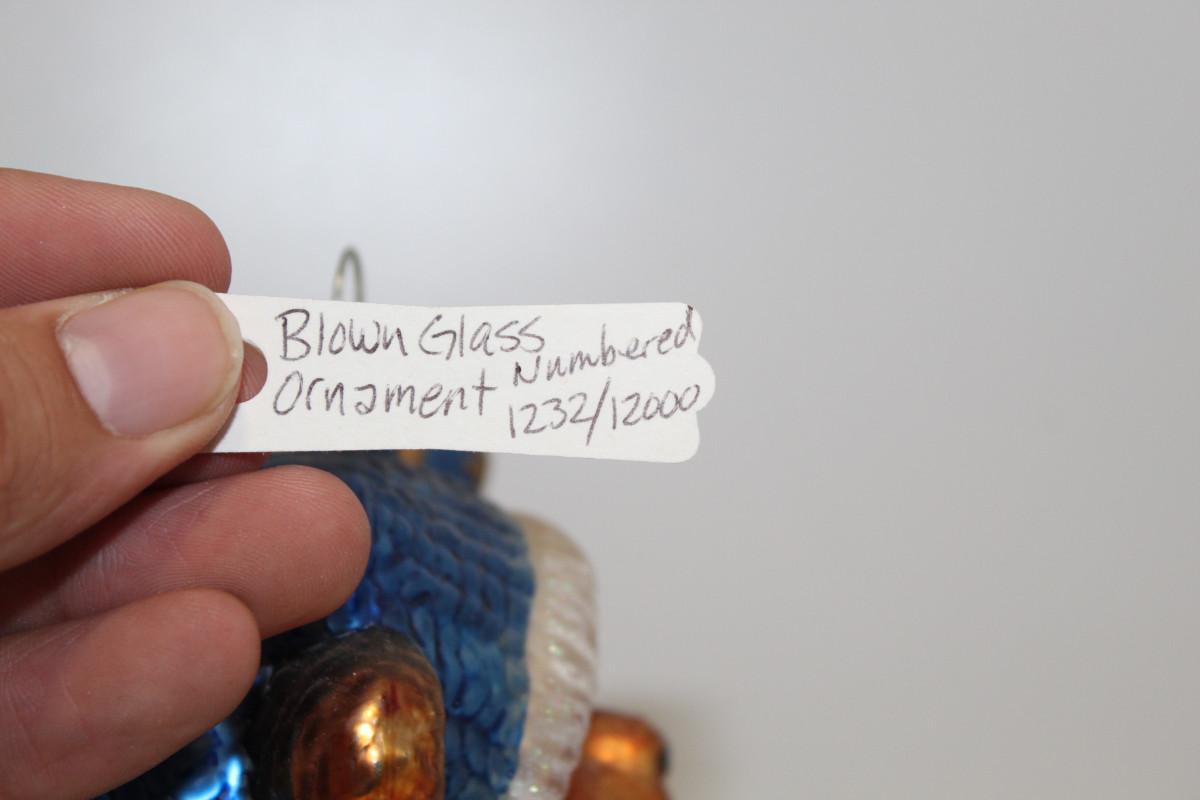 Blown Glass
Ornament Numbered
1232/12000